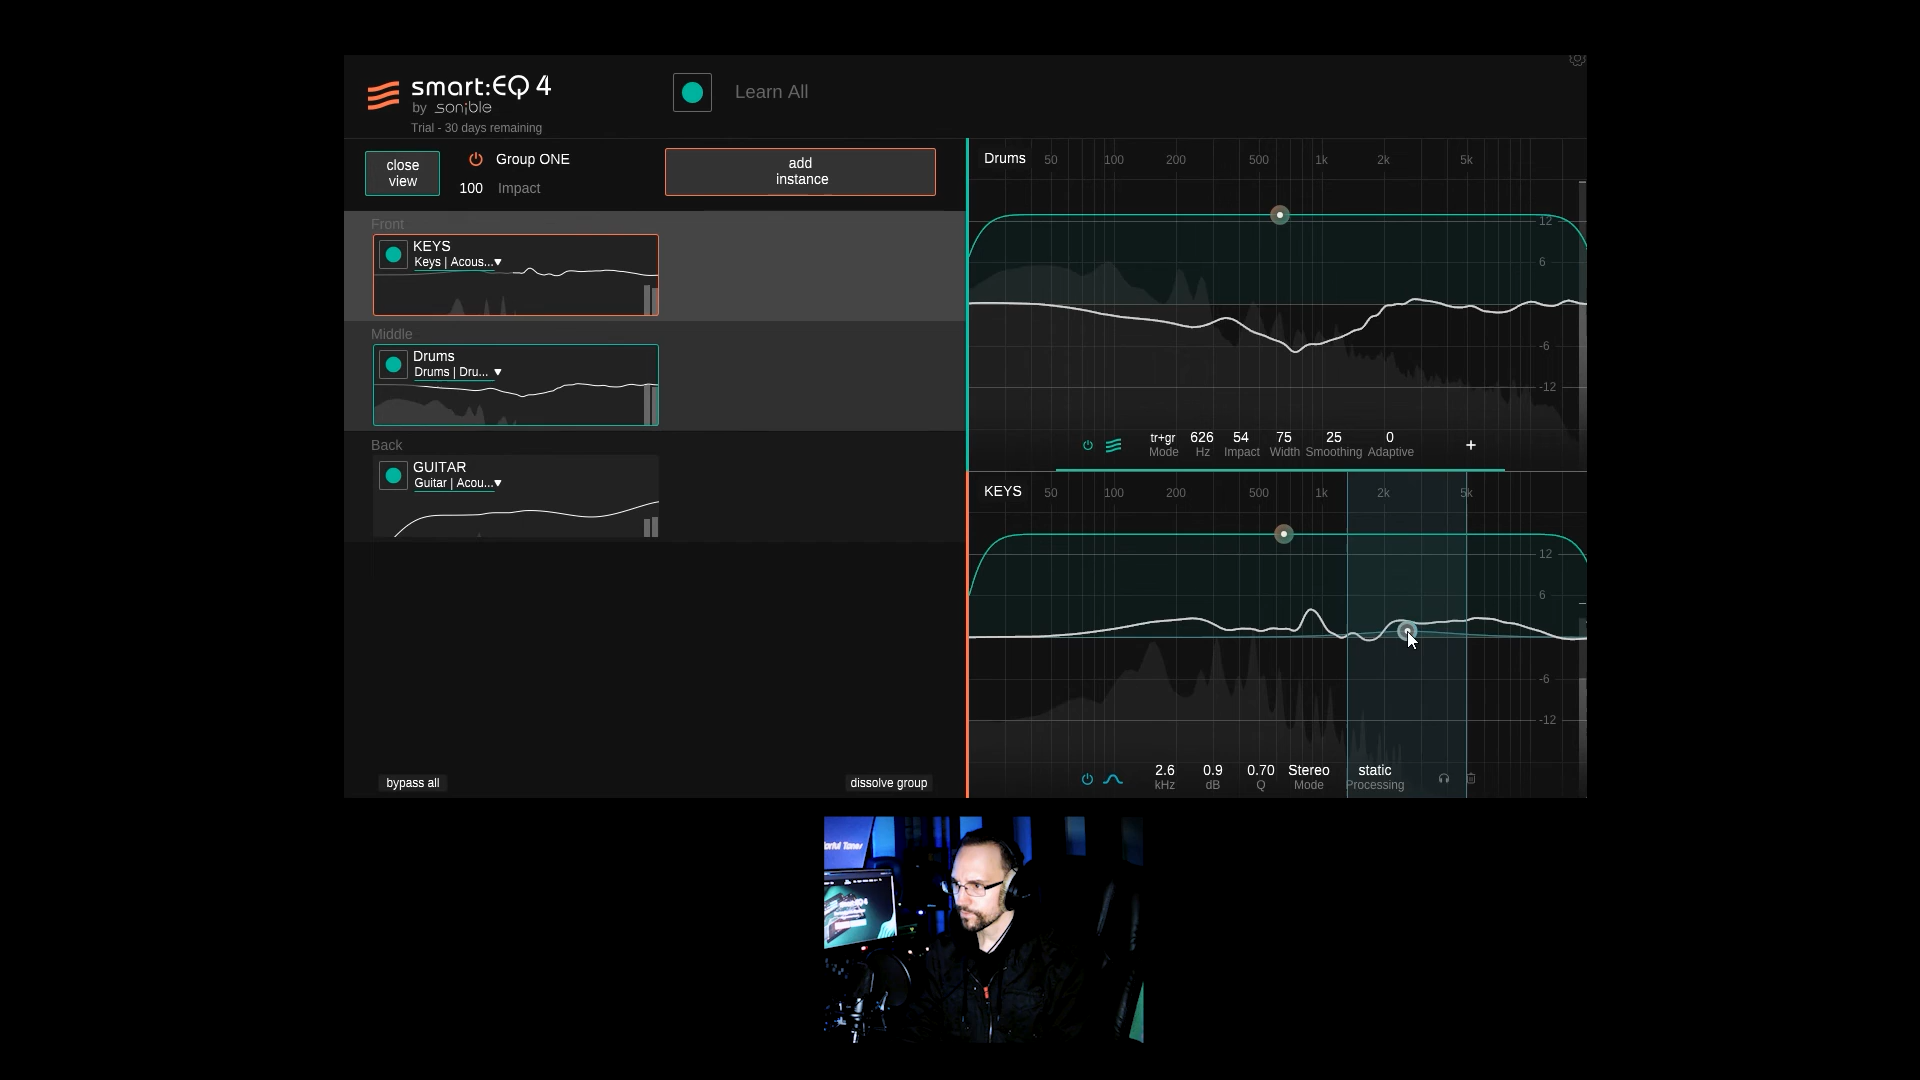 smart:EQ 4
by sonible
Trial - 30 days remaining
Learn All
close
view
Group ONE
100 Impact
add
instance
Front
KEYS
Keys | Acous...
Middle
Drums
Drums | Dru...
Back
GUITAR
Guitar | Acou...
bypass all
dissolve group
Drums 50 100 200 500 1k 2k 5k
12
6
-6
-12
tr+gr 626 54 75 25 0 +
Mode Hz Impact Width Smoothing Adaptive
KEYS 50 100 200 500 1k 2k 5k
12
6
-6
-12
2.6 0.9 0.70 Stereo static
kHz dB Q Mode Processing
smart:EQ 4